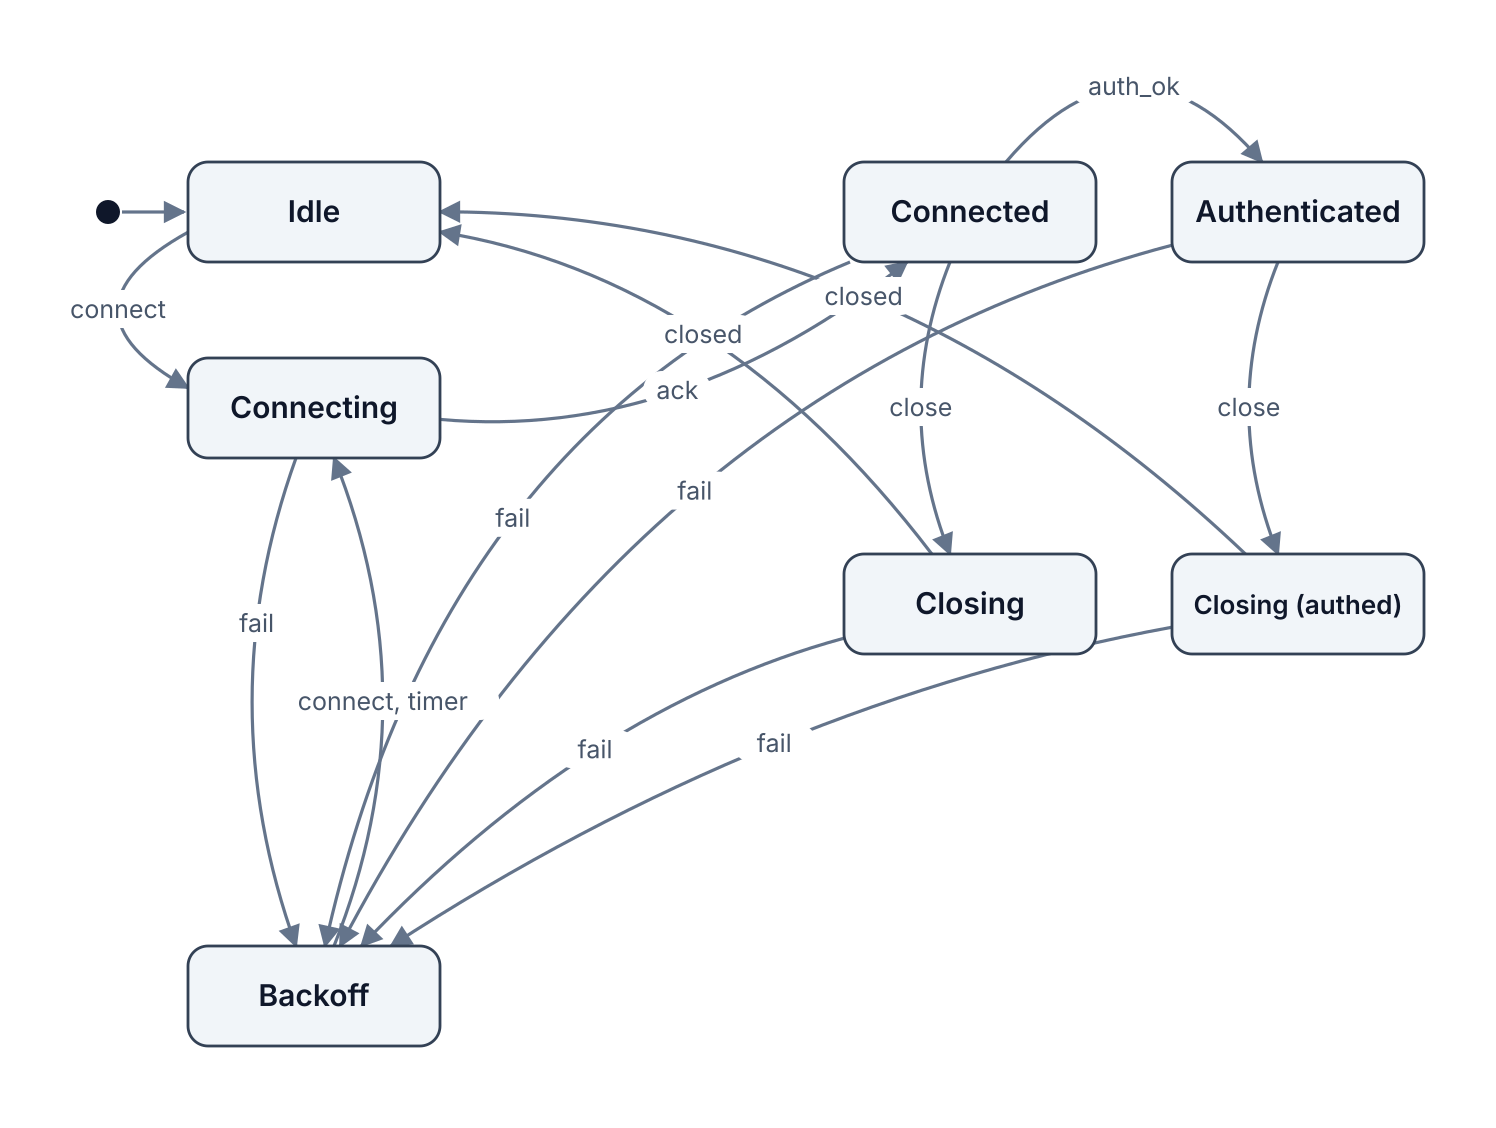 auth_ok
Idle
Connected
Authenticated
connect
closed
closed
ack
Connecting
close
close
fail
fail
Closing
Closing (authed)
fail
connect, timer
fail
fail
Backoff